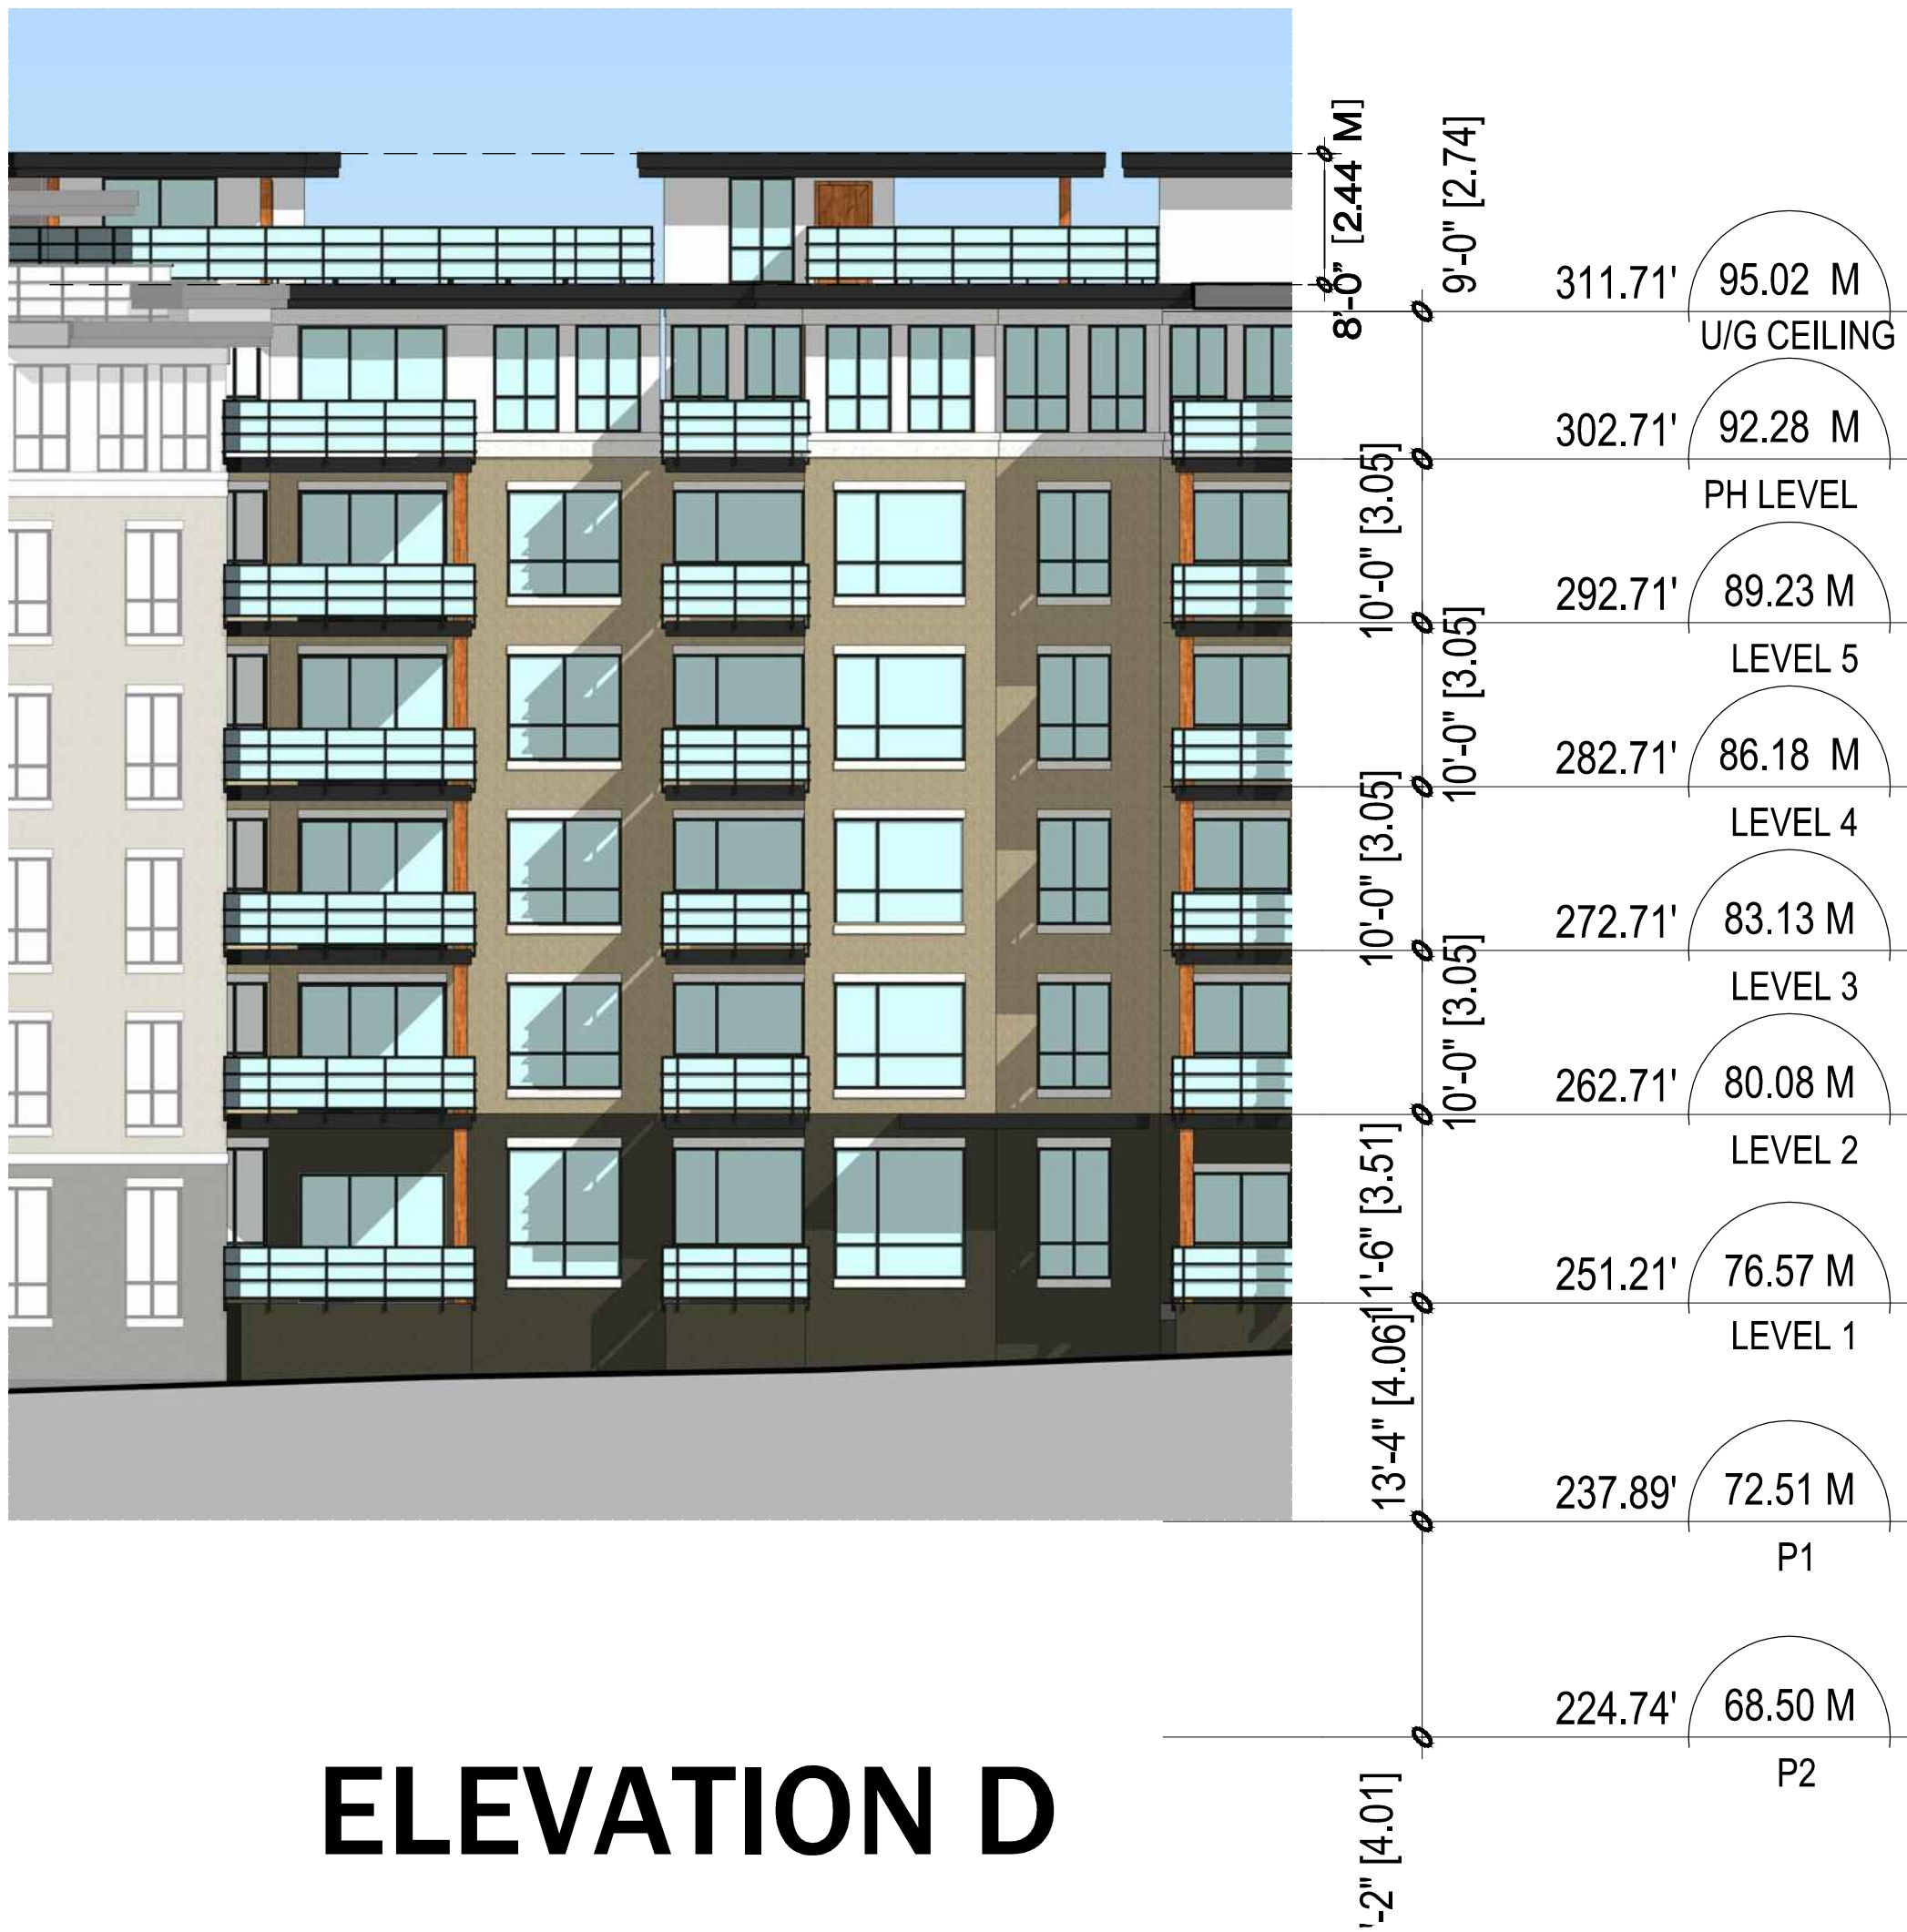 8'-0" [2.44 M]
9'-0" [2.74]
311.71' 95.02 M
U/G CEILING
302.71' 92.28 M
PH LEVEL
10'-0" [3.05]
292.71' 89.23 M
LEVEL 5
10'-0" [3.05]
282.71' 86.18 M
LEVEL 4
10'-0" [3.05]
272.71' 83.13 M
LEVEL 3
10'-0" [3.05]
262.71' 80.08 M
LEVEL 2
11'-6" [3.51]
251.21' 76.57 M
LEVEL 1
13'-4" [4.06]
237.89' 72.51 M
P1
224.74' 68.50 M
P2
'-2" [4.01]
ELEVATION D